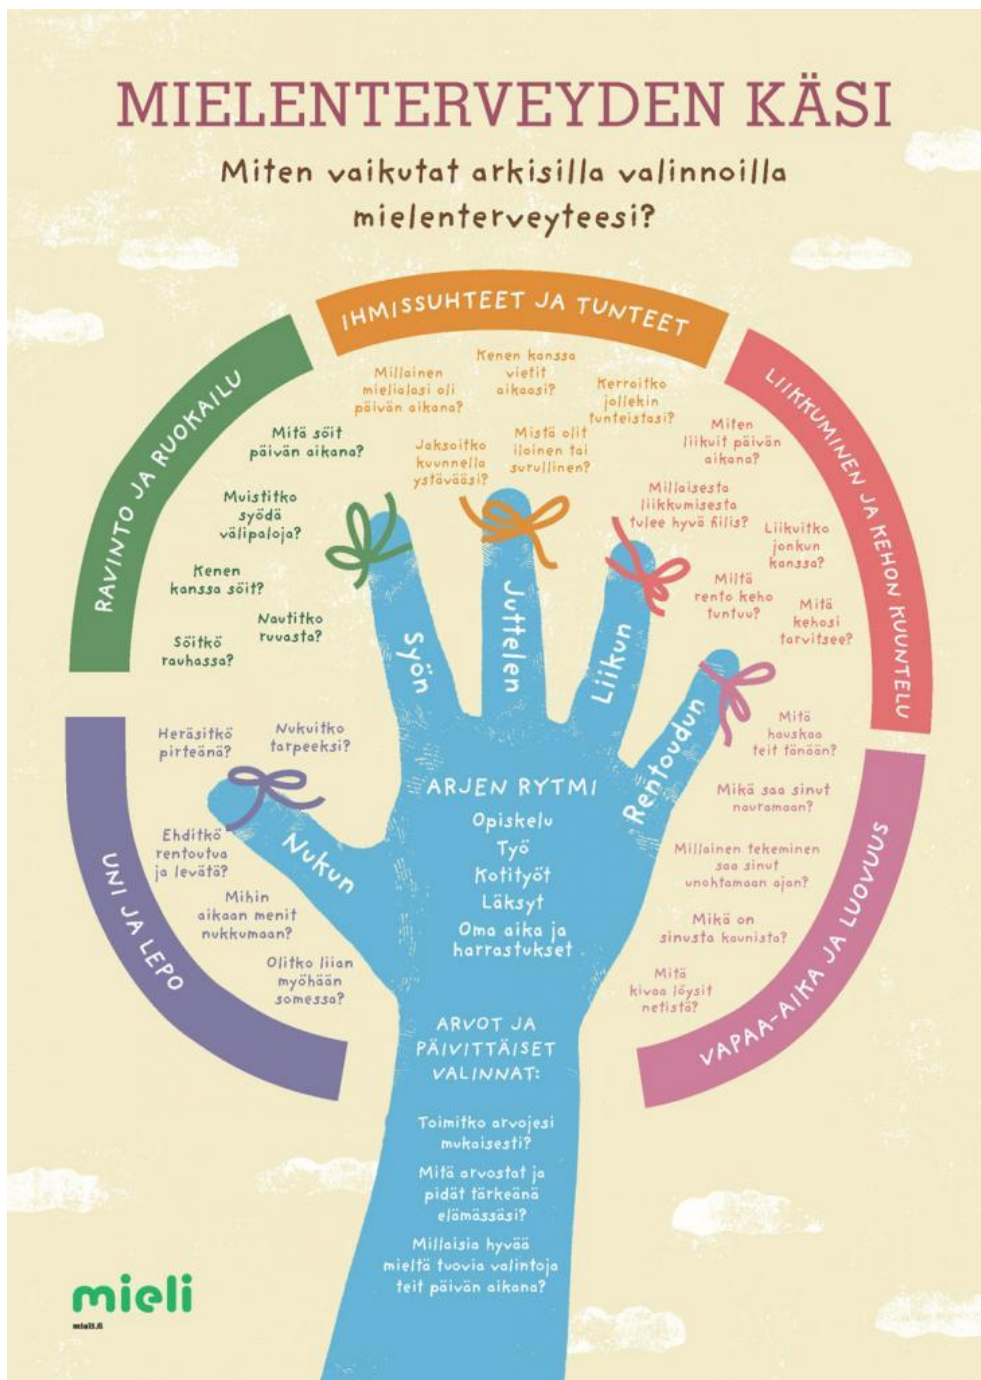 MIELENTERVEYDEN KÄSI
Miten vaikutat arkisilla valinnoilla
mielenterveyteesi?
IHMISSUHTEET JA TUNTEET
Millainen
mielialasi oli
päivän aikana?
Kenen kanssa
vietit
aikaasi?
Kerroitko
jollekin
tunteistasi?
Jaksoitko
kuunnella
ystävääsi?
Mistä olit
iloinen tai
surullinen?
RAVINTO JA RUOKAILU
Mitä söit
päivän aikana?
Muistitko
syödä
välipaloja?
Kenen
kanssa söit?
Nautitko
ruuasta?
Söitkö
rauhassa?
LIIKKUMINEN JA KEHON KUUNTELU
Miten
liikuit päivän
aikana?
Millaisesta
liikkumisesta
tulee hyvä filis?
Liikuitko
jonkun
kanssa?
Miltä
rento keho
tuntuu?
Mitä
kehosi
tarvitsee?
Syön
Juttelen
Liikun
Rentoudun
Nukun
UNI JA LEPO
Heräsitkö
pirteänä?
Nukuitko
tarpeeksi?
Ehditkö
rentoutua
ja levätä?
Mihin
aikaan menit
nukkumaan?
Olitko liian
myöhään
somessa?
VAPAA-AIKA JA LUOVUUS
Mitä
hauskaa
teit tänään?
Mikä saa sinut
nauramaan?
Millainen tekeminen
saa sinut
unohtamaan ajan?
Mikä on
sinusta kaunista?
Mitä
kivaa löysit
netistä?
ARJEN RYTMI
Opiskelu
Työ
Kotityöt
Läksyt
Oma aika ja
harrastukset
ARVOT JA
PÄIVITTÄISET
VALINNAT:
Toimitko arvojesi
mukaisesti?
Mitä arvostat ja
pidät tärkeänä
elämässäsi?
Millaisia hyvää
mieltä tuovia valintoja
teit päivän aikana?
mieli
mieli.fi